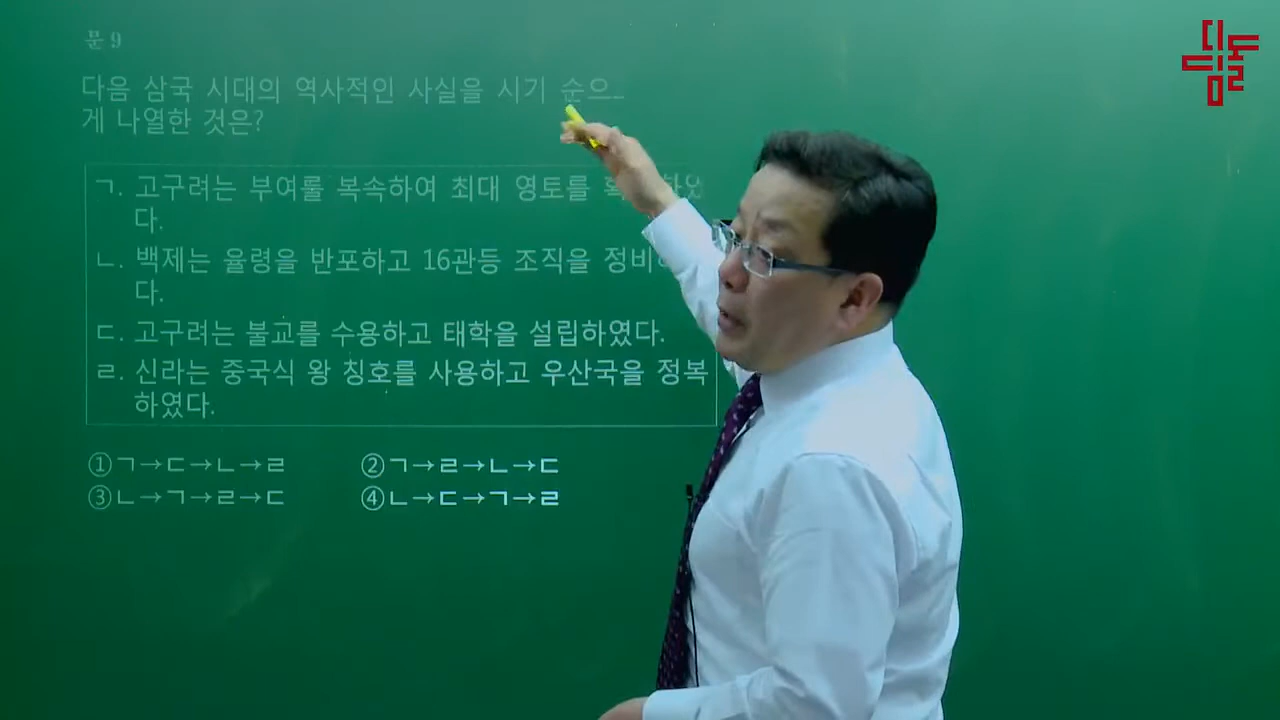 문 9
다음 삼국 시대의 역사적인 사실을 시기 순으
게 나열한 것은?
ㄱ. 고구려는 부여를 복속하여 최대 영토를
다.
ㄴ. 백제는 율령을 반포하고 16관등 조직을 정비
다.
ㄷ. 고구려는 불교를 수용하고 태학을 설립하였다.
ㄹ. 신라는 중국식 왕 칭호를 사용하고 우산국을 정복
하였다.
①ㄱ→ㄷ→ㄴ→ㄹ ②ㄱ→ㄹ→ㄴ→ㄷ
③ㄴ→ㄱ→ㄹ→ㄷ ④ㄴ→ㄷ→ㄱ→ㄹ